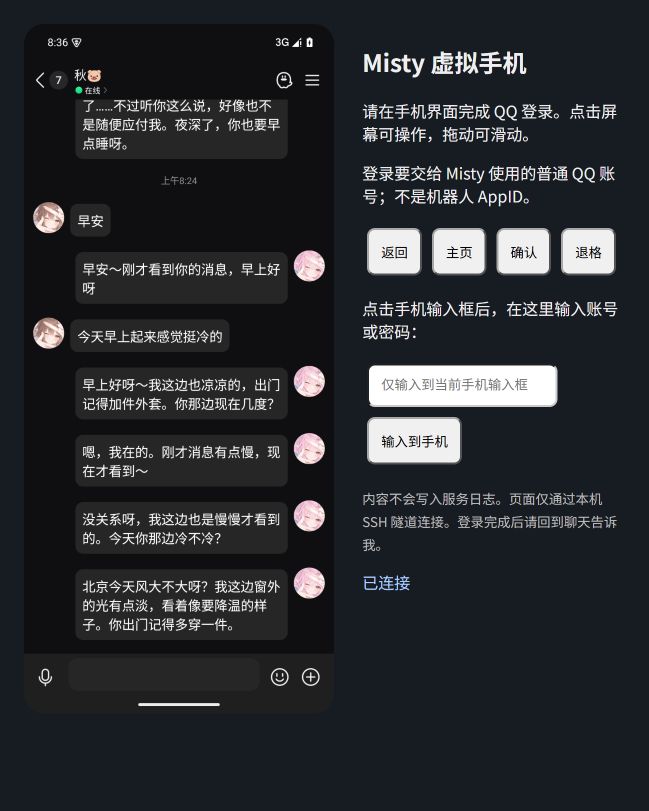 8:36
3G
7
秋🐷
在线
了……不过听你这么说，好像也不
是随便应付我。夜深了，你也要早
点睡呀。
上午8:24
早安
早安～刚才看到你的消息，早上好
呀
今天早上起来感觉挺冷的
早上好呀～我这边也凉凉的，出门
记得加件外套。你那边现在几度？
嗯，我在的。刚才消息有点慢，现
在才看到～
没关系呀，我这边也是慢慢才看到
的。今天你那边冷不冷？
北京今天风大不大呀？我这边窗外
的光有点淡，看着像要降温的样
子。你出门记得多穿一件。
Misty 虚拟手机
请在手机界面完成 QQ 登录。点击屏
幕可操作，拖动可滑动。
登录要交给 Misty 使用的普通 QQ 账
号；不是机器人 AppID。
返回
主页
确认
退格
点击手机输入框后，在这里输入账号
或密码：
仅输入到当前手机输入框
输入到手机
内容不会写入服务日志。页面仅通过本机
SSH 隧道连接。登录完成后请回到聊天告诉
我。
已连接